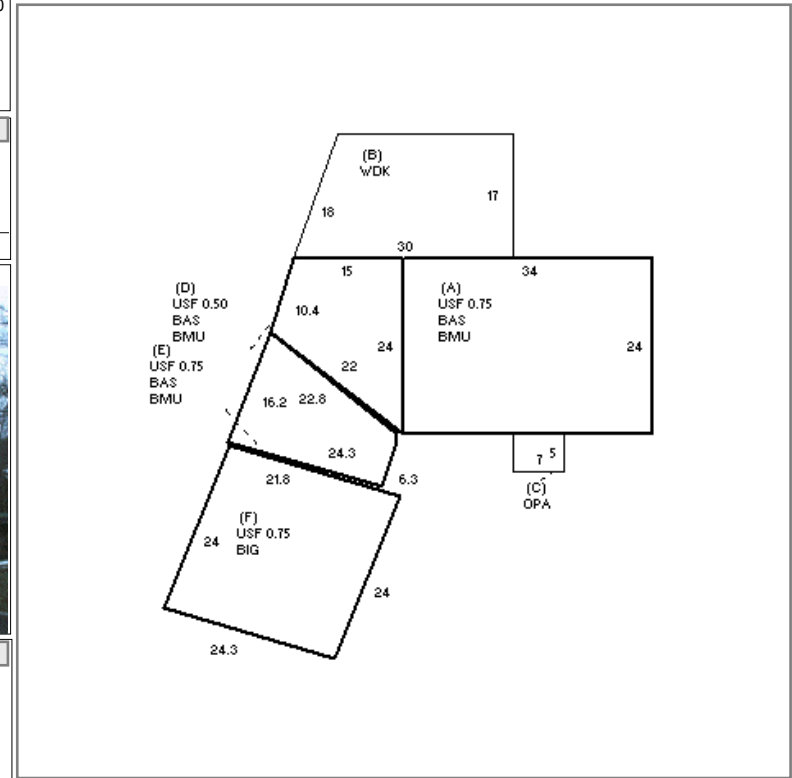 (B)
WDK
17
18
30
15
34
(D)
USF 0.50
BAS
BMU
(A)
USF 0.75
BAS
BMU
10.4
24
24
(E)
USF 0.75
BAS
BMU
22
16.2
22.8
24.3
21.8
6.3
7
5
(C)
OPA
(F)
USF 0.75
BIG
24
24
24.3